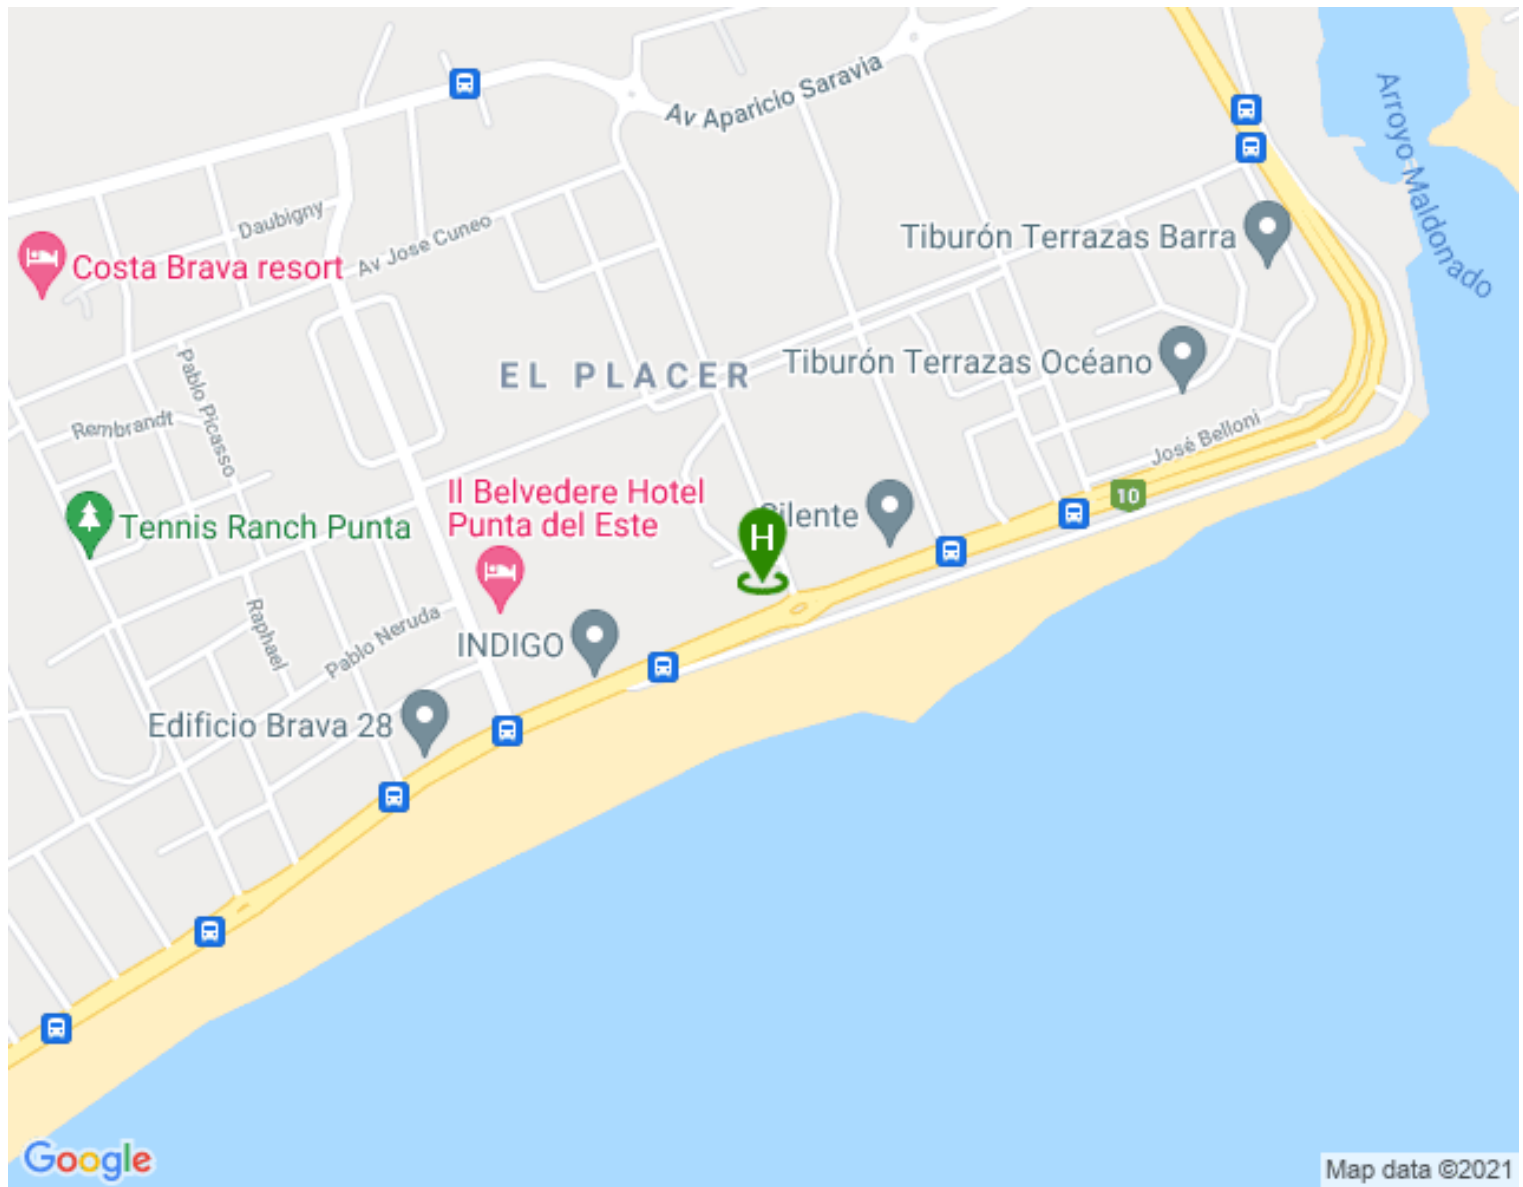 Av Aparicio Saravia
Arroyo Maldonado
Daubigny
Av Jose Cuneo
Costa Brava resort
Tiburón Terrazas Barra
Pablo Picasso
EL PLACER
Tiburón Terrazas Océano
Rembrandt
José Belloni
Il Belvedere Hotel
Punta del Este
10
Tennis Ranch Punta
H
Raphael
Pablo Neruda
INDIGO
Edificio Brava 28
Google
Map data ©2021